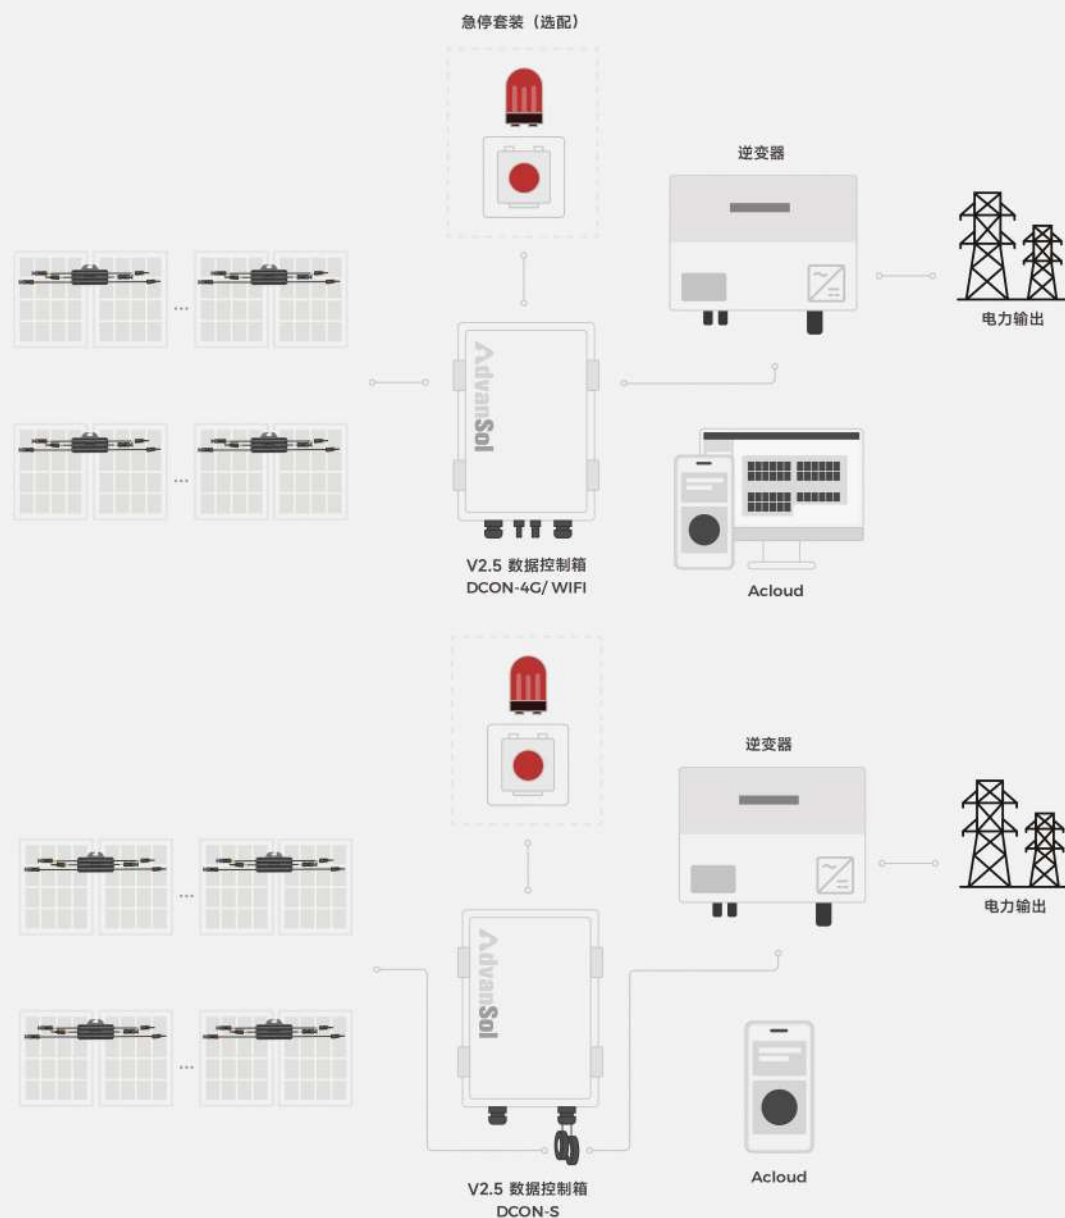 急停套装（选配）
逆变器
电力输出
AdvanSol
V2.5 数据控制箱
DCON-4G/ WIFI
Acloud
逆变器
电力输出
AdvanSol
V2.5 数据控制箱
DCON-S
Acloud